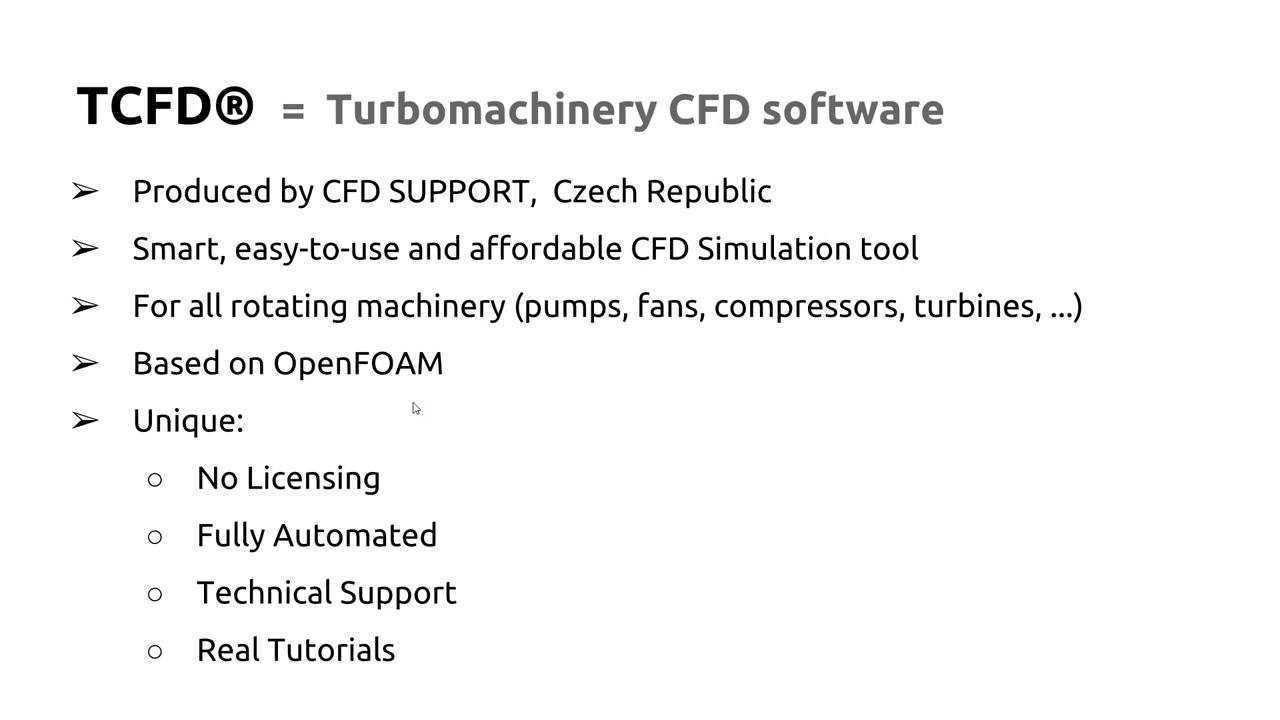 TCFD® = Turbomachinery CFD software
➢ Produced by CFD SUPPORT, Czech Republic
➢ Smart, easy-to-use and affordable CFD Simulation tool
➢ For all rotating machinery (pumps, fans, compressors, turbines, ...)
➢ Based on OpenFOAM
➢ Unique:
○ No Licensing
○ Fully Automated
○ Technical Support
○ Real Tutorials